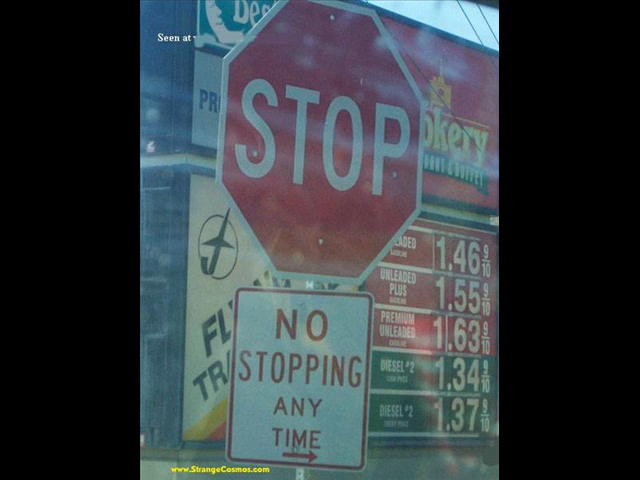 Seen at
STOP
NO
STOPPING
ANY
TIME
UNLEADED
PLUS
GASOLINE
PREMIUM
UNLEADED
GASOLINE
DIESEL #2
DIESEL #2
1.46 9/10
1.55 9/10
1.63 9/10
1.34 9/10
1.37 9/10
www.StrangeCosmos.com